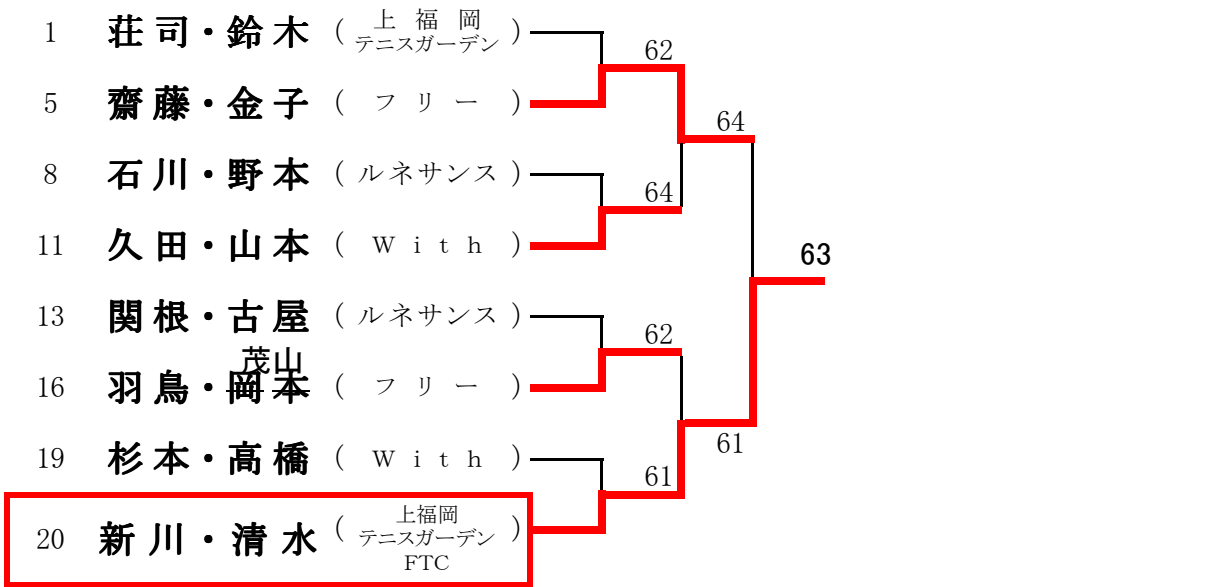 1 荘司・鈴木 (上福岡
テニスガーデン)
62
5 齋藤・金子 (フリー)
64
8 石川・野本 (ルネサンス)
64
11 久田・山本 (With)
63
13 関根・古屋 (ルネサンス)
62
茂山
16 羽鳥・岡本 (フリー)
61
19 杉本・高橋 (With)
61
20 新川・清水 (上福岡
テニスガーデン)
FTC